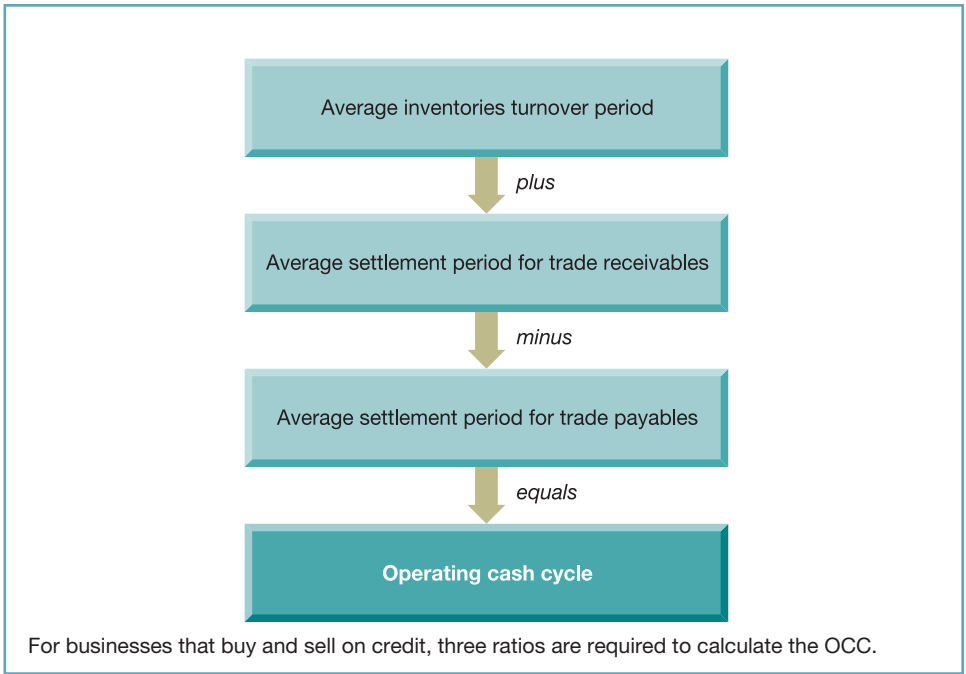 Average inventories turnover period
plus
Average settlement period for trade receivables
minus
Average settlement period for trade payables
equals
Operating cash cycle
For businesses that buy and sell on credit, three ratios are required to calculate the OCC.